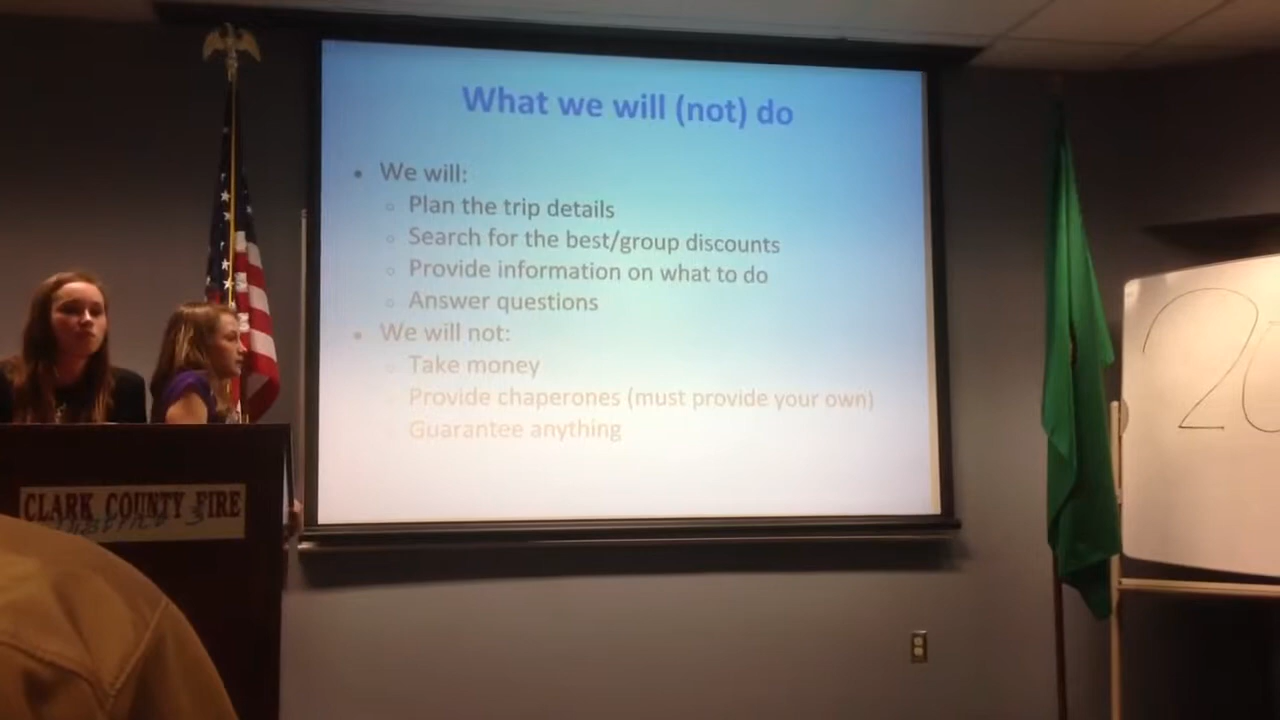 What we will (not) do
• We will:
○ Plan the trip details
○ Search for the best/group discounts
○ Provide information on what to do
○ Answer questions
• We will not:
○ Take money
○ Provide chaperones (must provide your own)
Guarantee anything
CLARK COUNTY FIRE